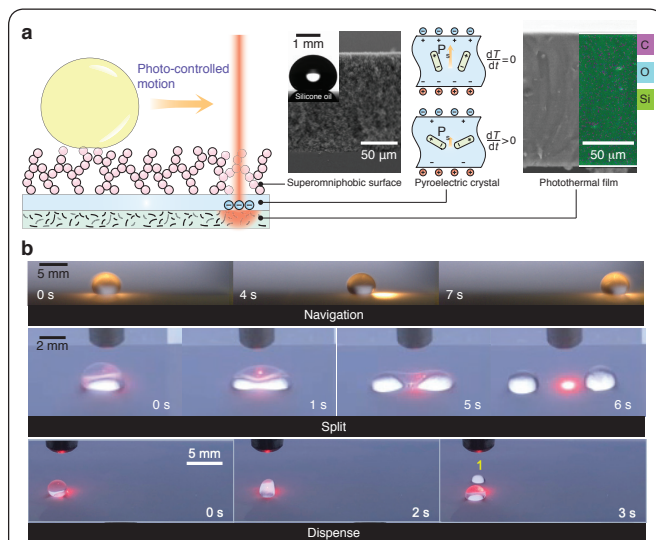 a
Photo-controlled
motion
1 mm
Silicone oil
50 μm
Superomniphobic surface
Ps
dT/dt = 0
Ps
dT/dt > 0
Pyroelectric crystal
C
O
Si
50 μm
Photothermal film
b
5 mm
0 s
4 s
7 s
Navigation
2 mm
0 s
1 s
5 s
6 s
Split
5 mm
1
0 s
2 s
3 s
Dispense